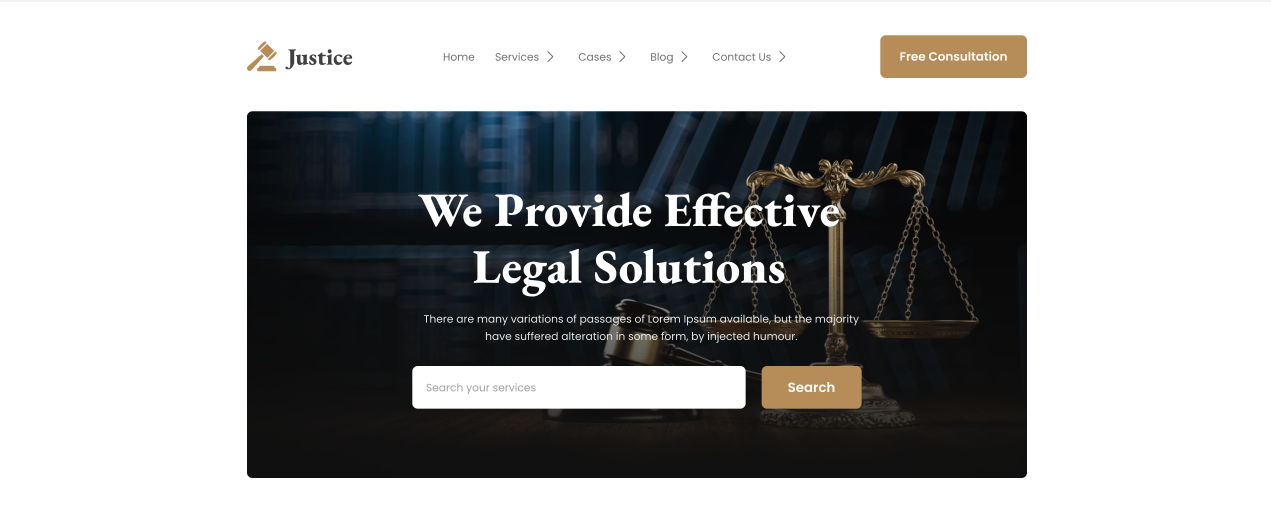 Justice
Home Services Cases Blog Contact Us
Free Consultation
We Provide Effective
Legal Solutions
There are many variations of passages of Lorem Ipsum available, but the majority
have suffered alteration in some form, by injected humour.
Search your services
Search